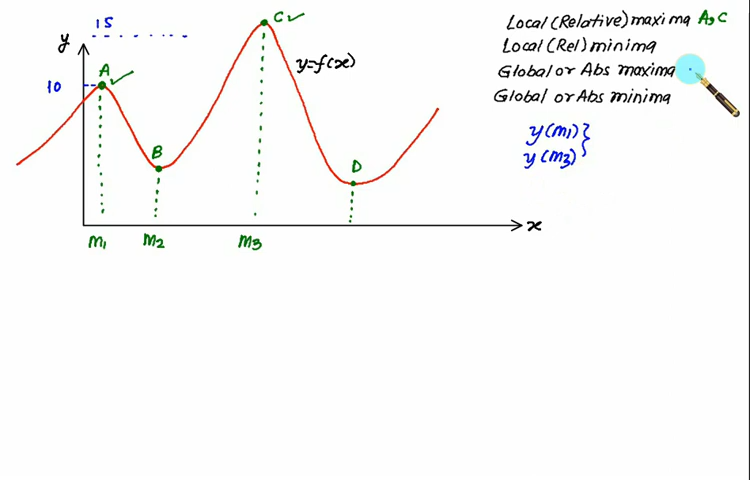 15
y
10
A
B
C
D
y=f(x)
m1
m2
m3
x
Local (Relative) maxima A, C
Local (Rel) minima
Global or Abs maxima
Global or Abs minima
y(m1)}
y(m3)